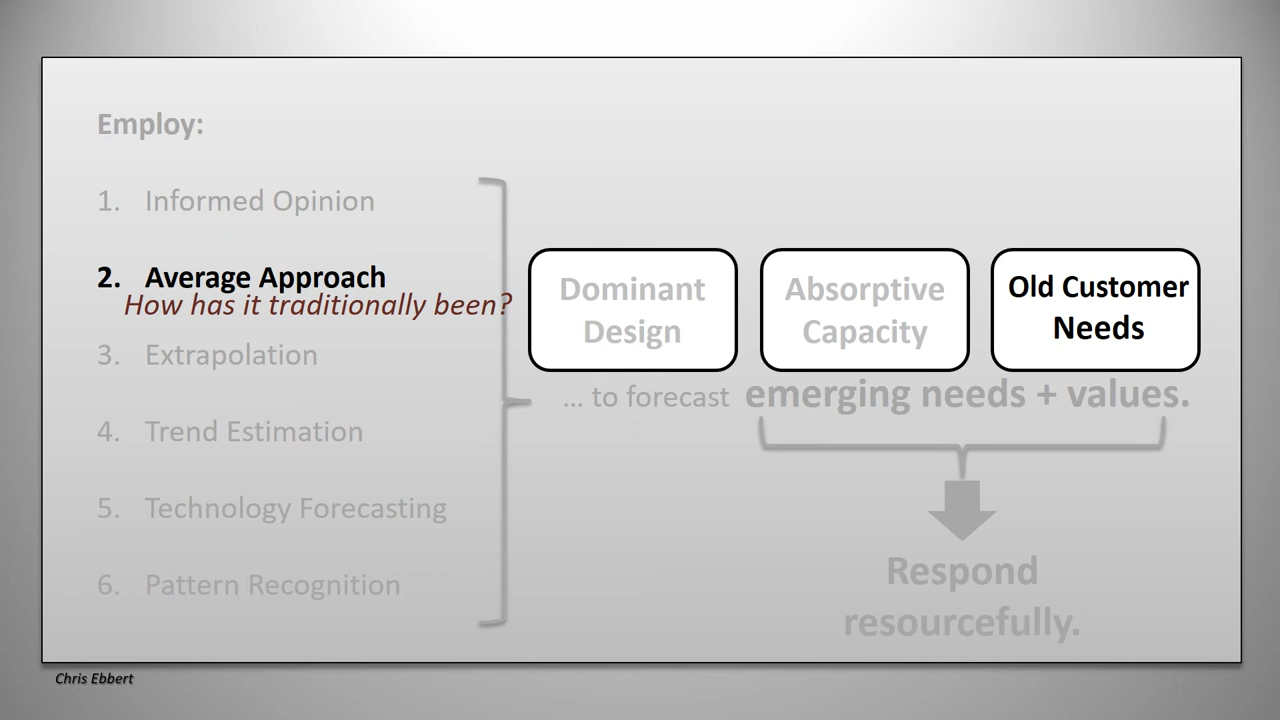 Employ:
1. Informed Opinion
2. Average Approach
How has it traditionally been?
3. Extrapolation
4. Trend Estimation
5. Technology Forecasting
6. Pattern Recognition
Dominant
Design
Absorptive
Capacity
Old Customer
Needs
... to forecast emerging needs + values.
Respond
resourcefully.
Chris Ebbert